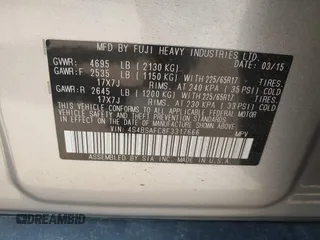 MFD BY FUJI HEAVY INDUSTRIES LTD.
GVWR: 4695 LB (2130 KG) 03/15
GAWR:F 2535 LB (1150 KG) WITH 225/65R17 TIRES.
17X7J RIMS. AT 240 KPA (35 PSI) COLD
GAWR:R 2645 LB (1200 KG) WITH 225/65R17 TIRES.
17X7J RIMS. AT 230 KPA (33 PSI) COLD
THIS VEHICLE CONFORMS TO ALL APPLICABLE FEDERAL MOTOR
VEHICLE SAFETY
PREVENTION STANDARDS IN EFFECT ON THE DATE OF
MANUFACTURE SHOWN ABOVE.
VIN: 4S4BSAFC8F3317666 MPV
ASSEMBLED BY SIA INC. MADE IN U.S.A.
DREAMBID